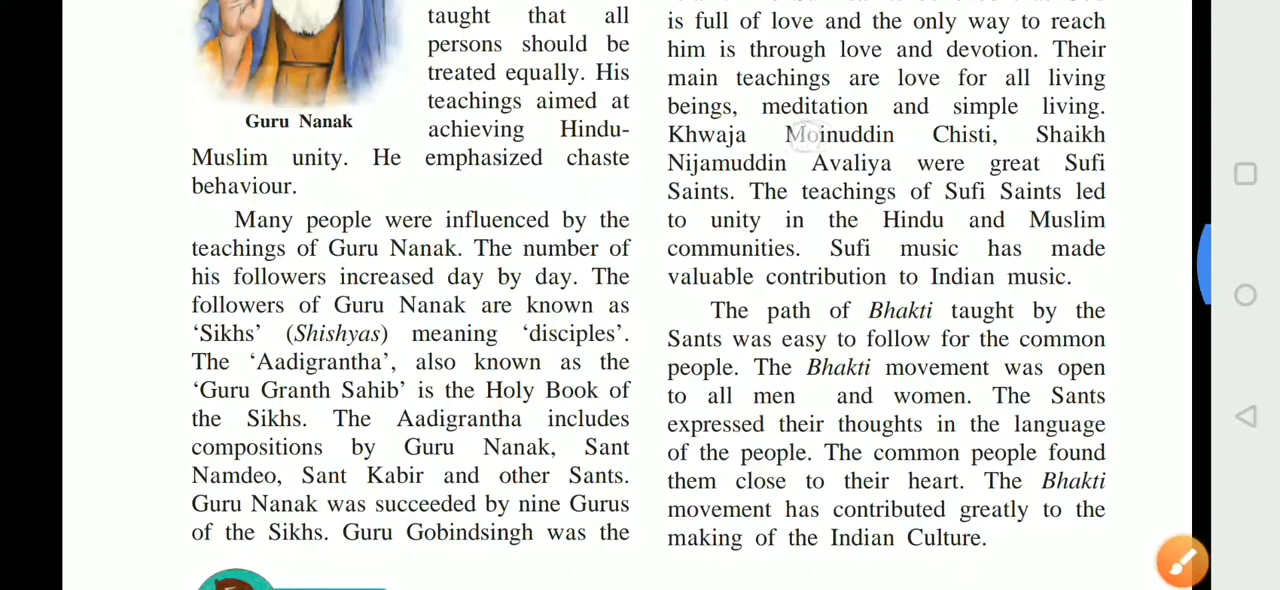 taught that all
persons should be
treated equally. His
teachings aimed at
Guru Nanak
achieving Hindu-
Muslim unity. He emphasized chaste
behaviour.
Many people were influenced by the
teachings of Guru Nanak. The number of
his followers increased day by day. The
followers of Guru Nanak are known as
‘Sikhs’ (Shishyas) meaning ‘disciples’.
The ‘Aadigrantha’, also known as the
‘Guru Granth Sahib’ is the Holy Book of
the Sikhs. The Aadigrantha includes
compositions by Guru Nanak, Sant
Namdeo, Sant Kabir and other Sants.
Guru Nanak was succeeded by nine Gurus
of the Sikhs. Guru Gobindsingh was the
is full of love and the only way to reach
him is through love and devotion. Their
main teachings are love for all living
beings, meditation and simple living.
Khwaja Moinuddin Chisti, Shaikh
Nijamuddin Avaliya were great Sufi
Saints. The teachings of Sufi Saints led
to unity in the Hindu and Muslim
communities. Sufi music has made
valuable contribution to Indian music.
The path of Bhakti taught by the
Sants was easy to follow for the common
people. The Bhakti movement was open
to all men and women. The Sants
expressed their thoughts in the language
of the people. The common people found
them close to their heart. The Bhakti
movement has contributed greatly to the
making of the Indian Culture.